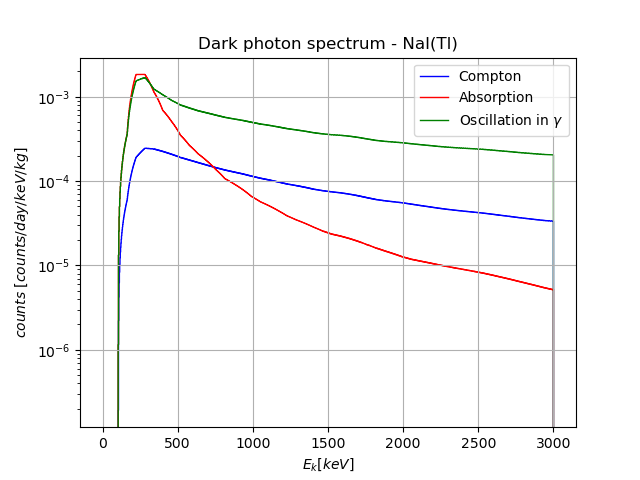 Dark photon spectrum - NaI(Tl)
Compton
Absorption
Oscillation in γ
counts [counts/day/keV/kg]
10⁻³
10⁻⁴
10⁻⁵
10⁻⁶
0 500 1000 1500 2000 2500 3000
E_k[keV]